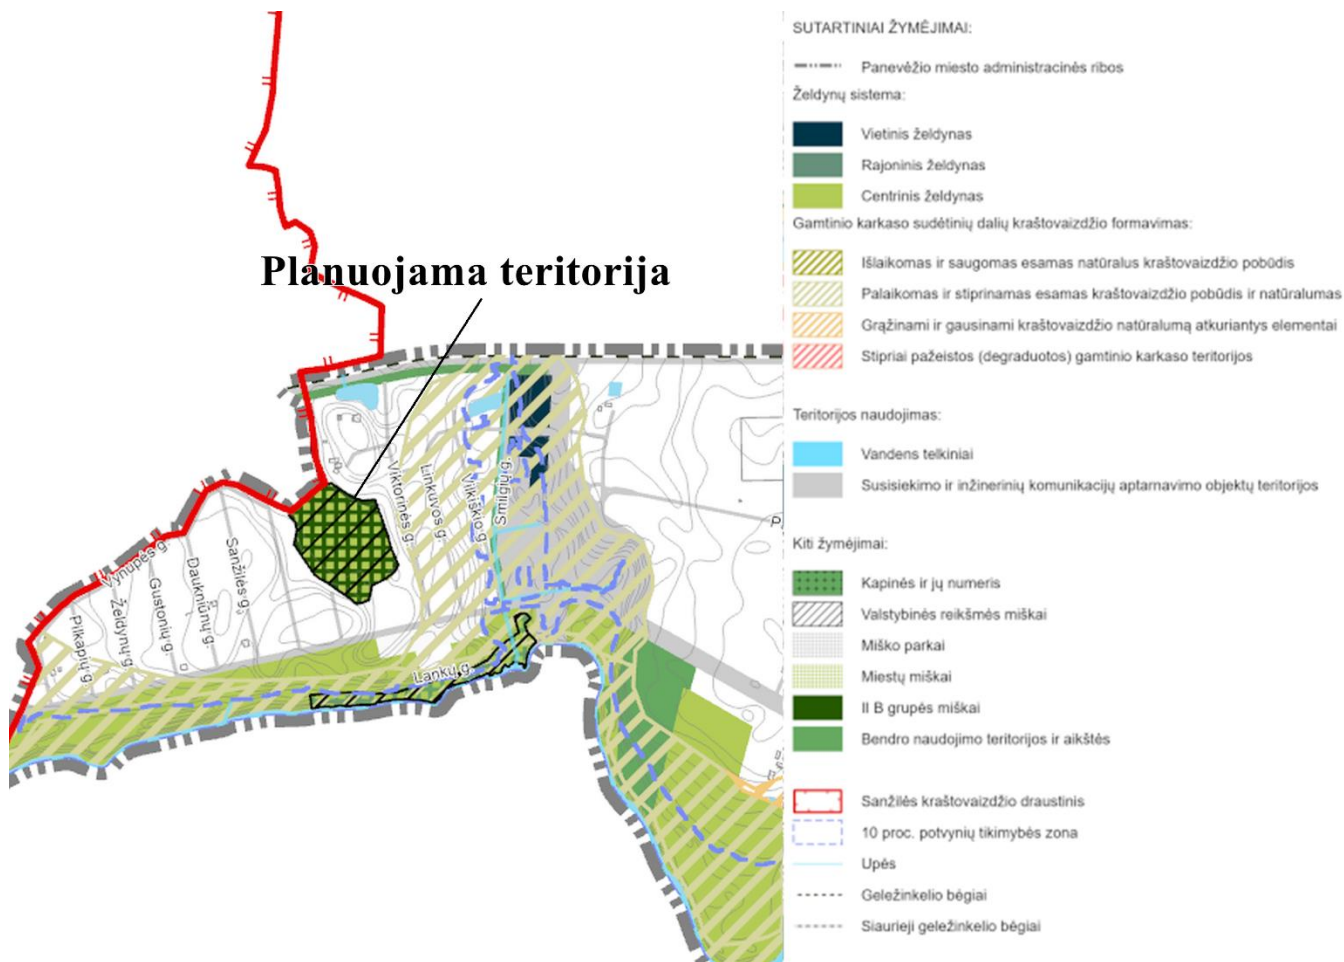 SUTARTINIAI ŽYMĖJIMAI:
Panevėžio miesto administracinės ribos
Želdynų sistema:
Vietinis želdynas
Rajoninis želdynas
Centrinis želdynas
Gamtinio karkaso sudėtinių dalių kraštovaizdžio formavimas:
Išlaikomas ir saugomas esamas natūralus kraštovaizdžio pobūdis
Palaikomas ir stiprinamas esamas kraštovaizdžio pobūdis ir natūralumas
Grąžinami ir gausinami kraštovaizdžio natūralumą atkuriantys elementai
Stipriai pažeistos (degraduotos) gamtinio karkaso teritorijos
Teritorijos naudojimas:
Vandens telkiniai
Susisiekimo ir inžinerinių komunikacijų aptarnavimo objektų teritorijos
Kiti žymėjimai:
Kapinės ir jų numeris
Valstybinės reikšmės miškai
Miško parkai
Miestų miškai
II B grupės miškai
Bendro naudojimo teritorijos ir aikštės
Sanžilės kraštovaizdžio draustinis
10 proc. potvynių tikimybės zona
Upės
Geležinkelio bėgiai
Siaurieji geležinkelio bėgiai
Planuojama teritorija
Viktorinės g.
Linkuvos g.
Vilkiškio g.
Smilgių g.
Vynupės g.
Sanžilės g.
Daukniūnų g.
Gustonių g.
Želdynų g.
Pilkapių g.
Lankų g.
P